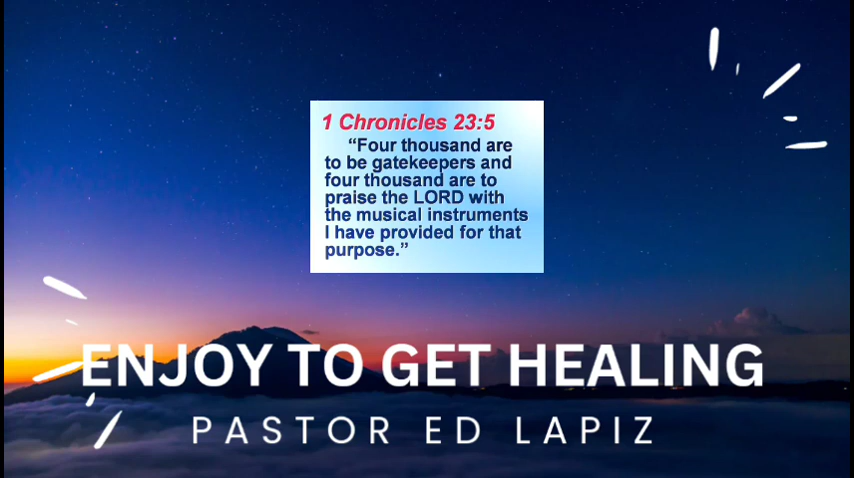 1 Chronicles 23:5
“Four thousand are
to be gatekeepers and
four thousand are to
praise the LORD with
the musical instruments
I have provided for that
purpose.”
ENJOY TO GET HEALING
PASTOR ED LAPIZ